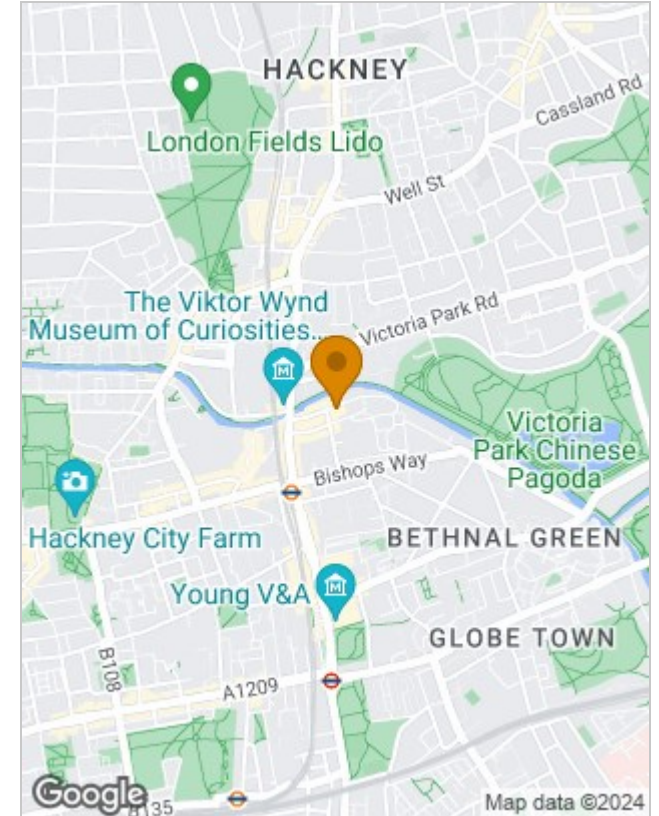 HACKNEY
Cassland Rd
London Fields Lido
Well St
The Viktor Wynd
Museum of Curiosities...
Victoria Park Rd
Victoria
Park Chinese
Pagoda
Bishops Way
Hackney City Farm
BETHNAL GREEN
Young V&A
GLOBE TOWN
B108
A1209
Google
B135
Map data ©2024